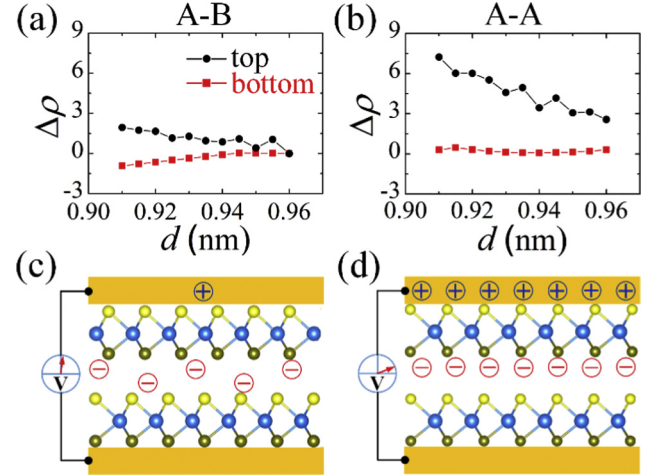 (a) A-B
9
6
3
0
-3
Δρ
top
bottom
0.90 0.92 0.94 0.96
d (nm)
(b) A-A
9
6
3
0
-3
Δρ
0.90 0.92 0.94 0.96
d (nm)
(c)
+
− − − − −
V
(d)
+ + + + + + +
− − − − − − −
V